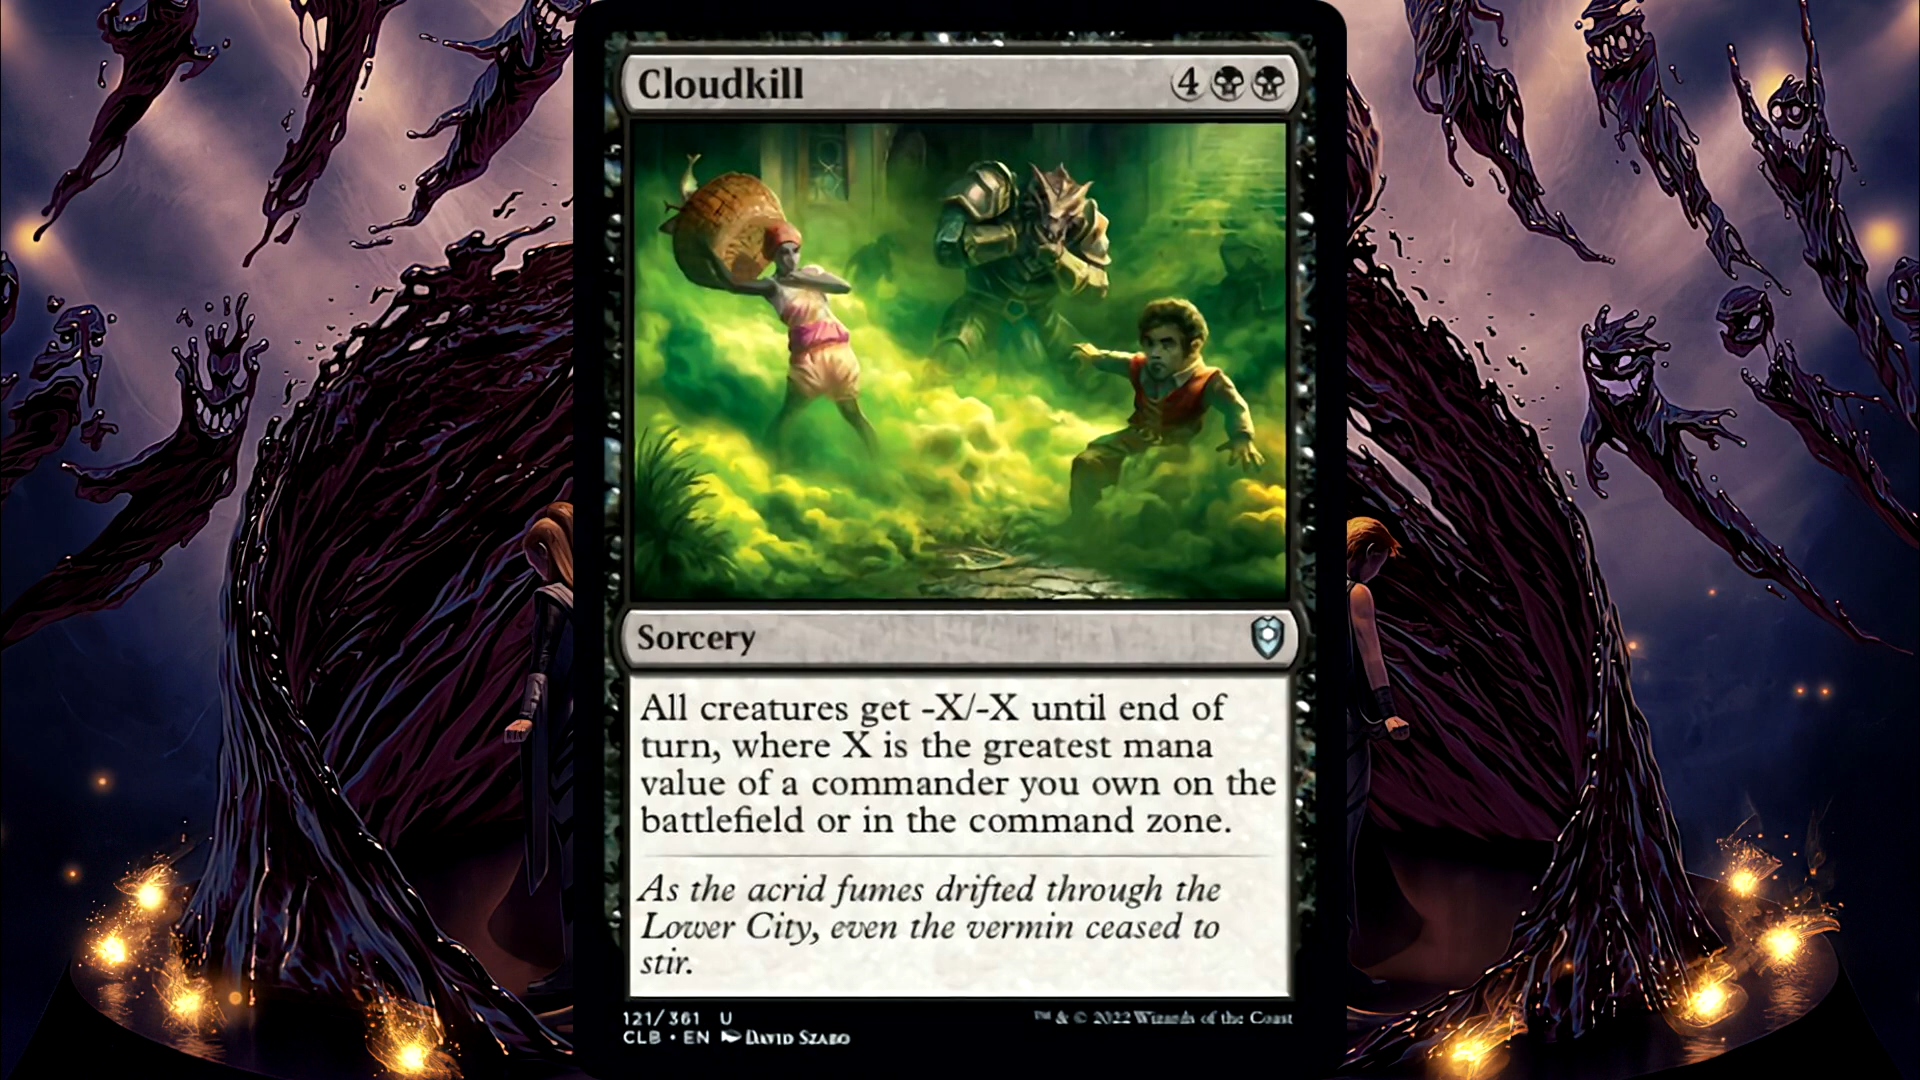 Cloudkill 4
Sorcery
All creatures get -X/-X until end of
turn, where X is the greatest mana
value of a commander you own on the
battlefield or in the command zone.
As the acrid fumes drifted through the
Lower City, even the vermin ceased to
stir.
121/361 U
™ & © 2022 Wizards of the Coast
CLB • EN David Szabo